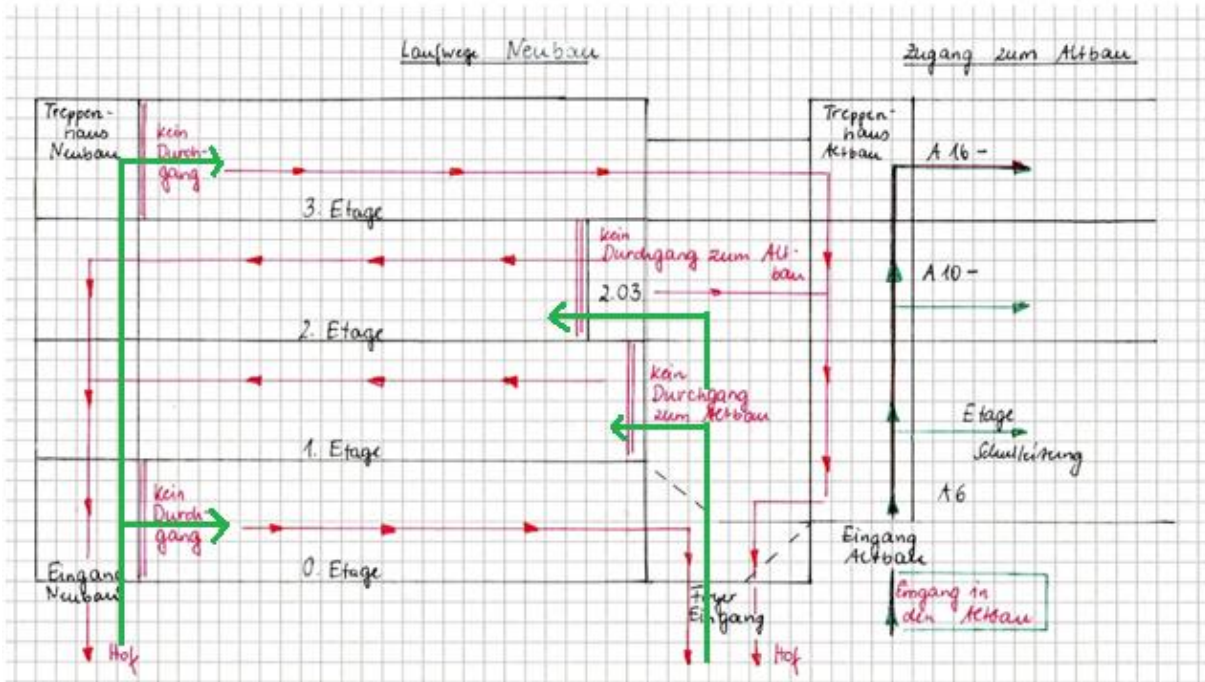 Laufwege Neubau
Zugang zum Altbau
Treppen-
haus
Neubau
kein
Durch-
gang
3. Etage
Treppen-
haus
Altbau
A 16 -
kein
Durchgang zum Alt-
bau
2.03
2. Etage
A 10 -
kein
Durchgang
zum Altbau
1. Etage
Etage
Schulleitung
kein
Durch-
gang
0. Etage
A 6
Eingang
Neubau
Hof
Foyer
Eingang
Hof
Eingang
Altbau
Eingang in
den Altbau